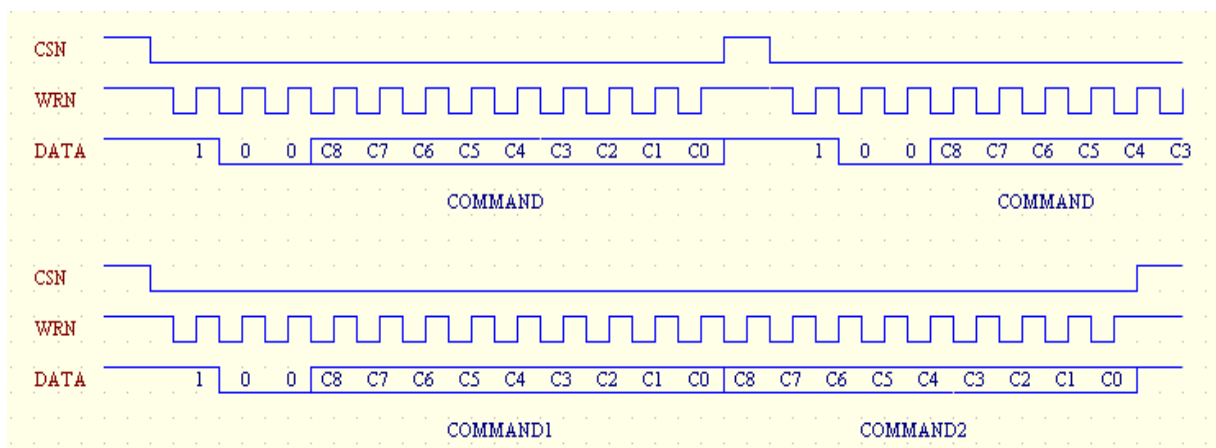 CSN
WRN
DATA 1 0 0 C8 C7 C6 C5 C4 C3 C2 C1 C0 1 0 0 C8 C7 C6 C5 C4 C3
COMMAND COMMAND
CSN
WRN
DATA 1 0 0 C8 C7 C6 C5 C4 C3 C2 C1 C0 C8 C7 C6 C5 C4 C3 C2 C1 C0
COMMAND1 COMMAND2